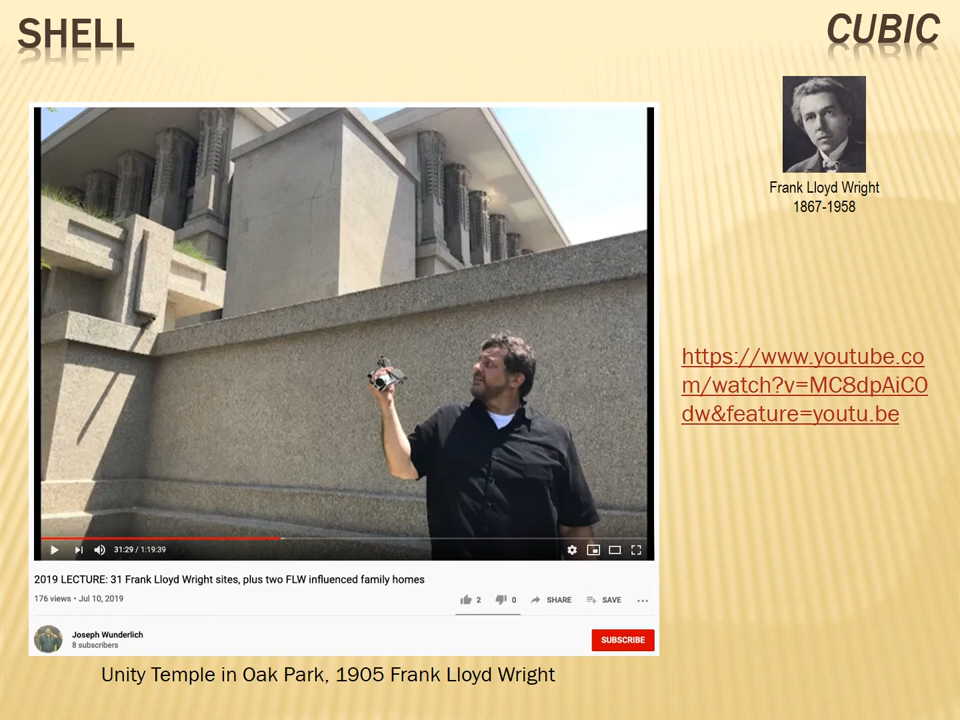 SHELL
CUBIC
Frank Lloyd Wright
1867-1958
https://www.youtube.co
m/watch?v=MC8dpAiCO
dw&feature=youtu.be
31:29 / 1:19:39
2019 LECTURE: 31 Frank Lloyd Wright sites, plus two FLW influenced family homes
176 views • Jul 10, 2019
2
0
SHARE
SAVE
Joseph Wunderlich
8 subscribers
SUBSCRIBE
Unity Temple in Oak Park, 1905 Frank Lloyd Wright